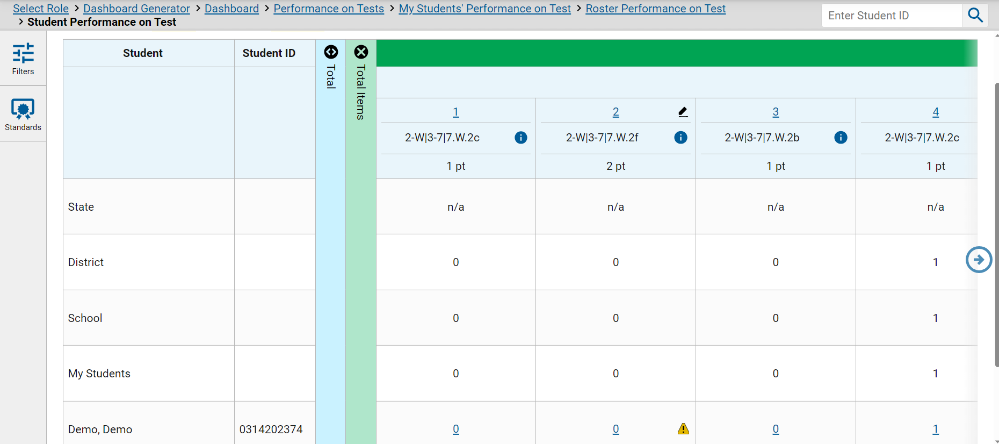 Select Role > Dashboard Generator > Dashboard > Performance on Tests > My Students' Performance on Test > Roster Performance on Test
> Student Performance on Test
Enter Student ID
Filters
Standards
Student Student ID Total Total Items
1 2 3 4
2-W|3-7|7.W.2c 2-W|3-7|7.W.2f 2-W|3-7|7.W.2b 2-W|3-7|7.W.2c
1 pt 2 pt 1 pt 1 pt
State n/a n/a n/a n/a
District 0 0 0 1
School 0 0 0 1
My Students 0 0 0 1
Demo, Demo 0314202374 0 0 0 1